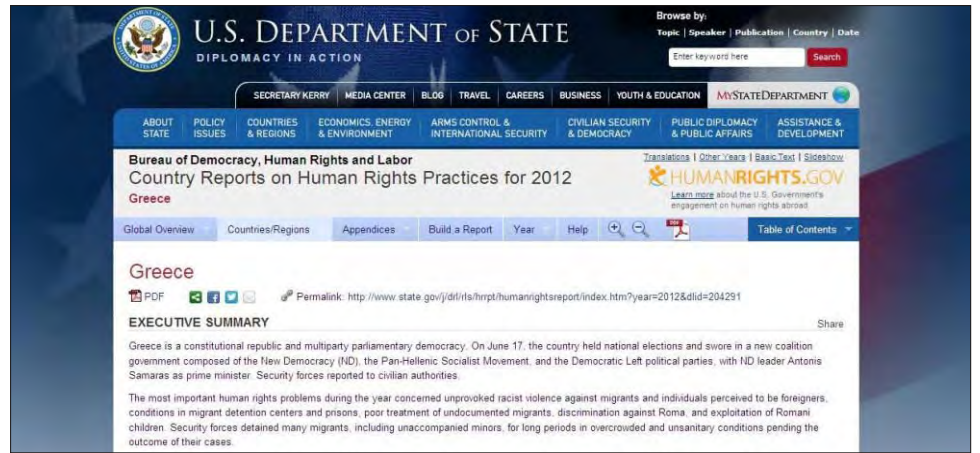 Browse by:
U.S. DEPARTMENT OF STATE
Topic | Speaker | Publication | Country | Date
DIPLOMACY IN ACTION
Enter keyword here
Search
SECRETARY KERRY MEDIA CENTER BLOG TRAVEL CAREERS BUSINESS YOUTH & EDUCATION MYSTATEDEPARTMENT
ABOUT STATE POLICY ISSUES COUNTRIES & REGIONS ECONOMICS, ENERGY & ENVIRONMENT ARMS CONTROL & INTERNATIONAL SECURITY CIVILIAN SECURITY & DEMOCRACY PUBLIC DIPLOMACY & PUBLIC AFFAIRS ASSISTANCE & DEVELOPMENT
Bureau of Democracy, Human Rights and Labor
Translations | Other Years | Basic Text | Slideshow
Country Reports on Human Rights Practices for 2012
HUMANRIGHTS.GOV
Greece
Learn more about the U.S. Government's
engagement on human rights abroad.
Global Overview Countries/Regions Appendices Build a Report Year Help Table of Contents
Greece
PDF Permalink: http://www.state.gov/j/drl/rls/hrrpt/humanrightsreport/index.htm?year=2012&dlid=204291
EXECUTIVE SUMMARY
Share
Greece is a constitutional republic and multiparty parliamentary democracy. On June 17, the country held national elections and swore in a new coalition
government composed of the New Democracy (ND), the Pan-Hellenic Socialist Movement, and the Democratic Left political parties, with ND leader Antonis
Samaras as prime minister. Security forces reported to civilian authorities.
The most important human rights problems during the year concerned unprovoked racist violence against migrants and individuals perceived to be foreigners,
conditions in migrant detention centers and prisons, poor treatment of undocumented migrants, discrimination against Roma, and exploitation of Romani
children. Security forces detained many migrants, including unaccompanied minors, for long periods in overcrowded and unsanitary conditions pending the
outcome of their cases.